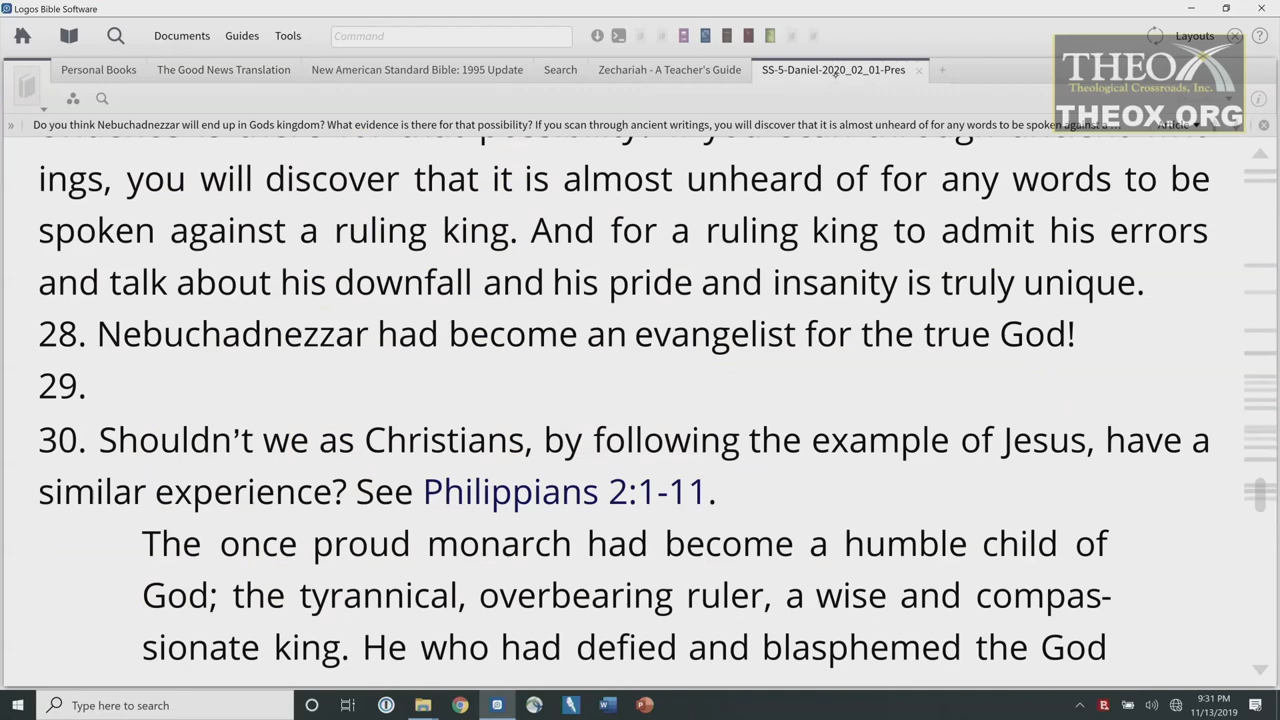 Logos Bible Software
Documents Guides Tools Command Layouts
Personal Books The Good News Translation New American Standard Bible: 1995 Update Search Zechariah - A Teacher's Guide SS-5-Daniel-2020_02_01-Pres
THEOX
Theological Crossroads, Inc.
THEOX.ORG
» Do you think Nebuchadnezzar will end up in Gods kingdom? What evidence is there for that possibility? If you scan through ancient writings, you will discover that it is almost unheard of for any words to be spoken against a ... Article
ings, you will discover that it is almost unheard of for any words to be
spoken against a ruling king. And for a ruling king to admit his errors
and talk about his downfall and his pride and insanity is truly unique.
28. Nebuchadnezzar had become an evangelist for the true God!
29.
30. Shouldn't we as Christians, by following the example of Jesus, have a
similar experience? See Philippians 2:1-11.
The once proud monarch had become a humble child of
God; the tyrannical, overbearing ruler, a wise and compas-
sionate king. He who had defied and blasphemed the God
Type here to search
9:31 PM
11/13/2019